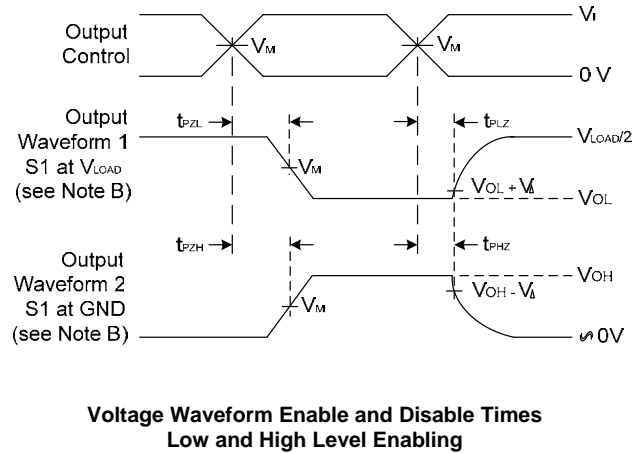 Output
Control
VM
VM
VI
0 V
Output
Waveform 1
S1 at VLOAD
(see Note B)
tPZL
tPLZ
VLOAD/2
VM
VOL + VΔ
VOL
Output
Waveform 2
S1 at GND
(see Note B)
tPZH
tPHZ
VOH
VM
VOH - VΔ
∽ 0V
Voltage Waveform Enable and Disable Times
Low and High Level Enabling